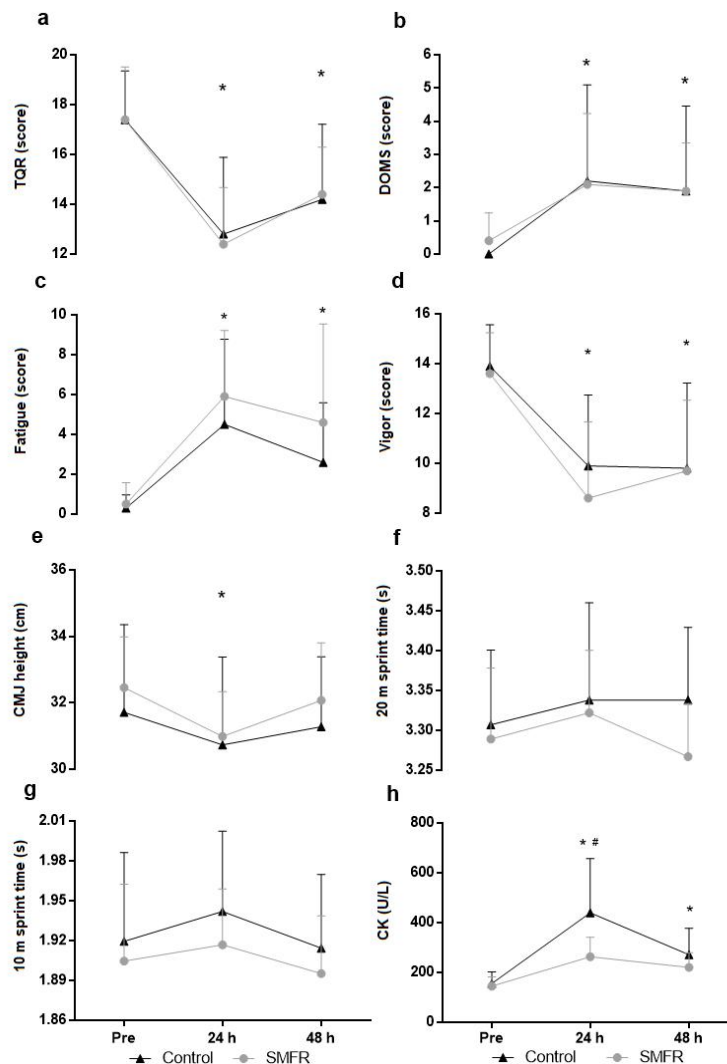 a
20
18
16
14
12
TQR (score)
*
*
b
6
5
4
3
2
1
0
DOMS (score)
*
*
c
10
8
6
4
2
0
Fatigue (score)
*
*
d
16
14
12
10
8
Vigor (score)
*
*
e
36
34
32
30
CMJ height (cm)
*
f
3.50
3.45
3.40
3.35
3.30
3.25
20 m sprint time (s)
g
2.01
1.98
1.95
1.92
1.89
1.86
10 m sprint time (s)
Pre 24 h 48 h
Control SMFR
h
800
600
400
200
0
CK (U/L)
* #
*
Pre 24 h 48 h
Control SMFR